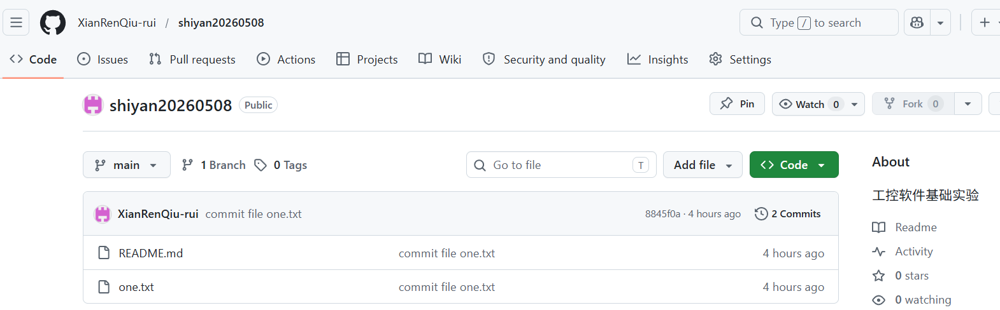 XianRenQiu-rui / shiyan20260508 Type / to search
Code Issues Pull requests Actions Projects Wiki Security and quality Insights Settings
shiyan20260508 Public Pin Watch 0 Fork 0
main 1 Branch 0 Tags Go to file T Add file Code
XianRenQiu-rui commit file one.txt 8845f0a · 4 hours ago 2 Commits
README.md commit file one.txt 4 hours ago
one.txt commit file one.txt 4 hours ago
About
工控软件基础实验
Readme
Activity
0 stars
0 watching